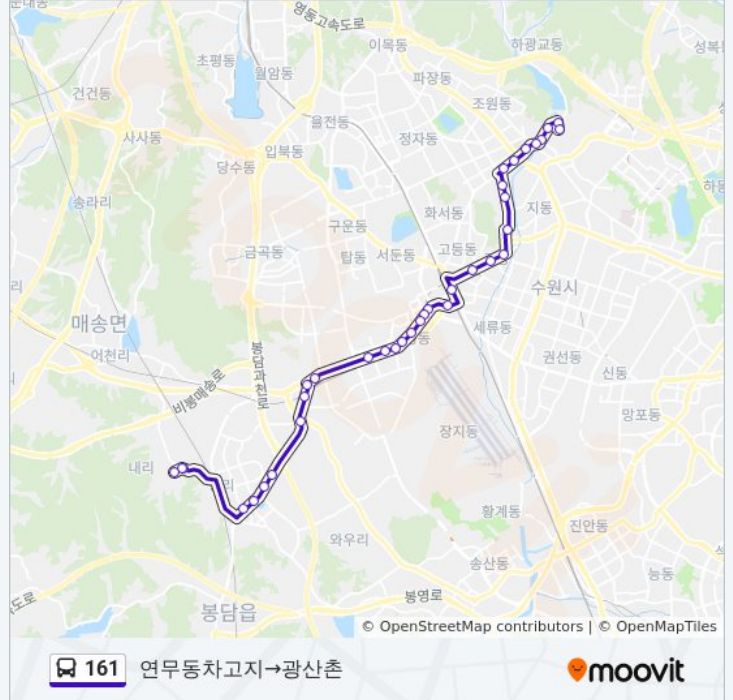 영동고속도로
이목동
하광교동
초평동
월암동
파장동
건건동
조원동
율전동
사사동
정자동
입북동
당수동
송라리
화서동
지동
구운동
고등동
금곡동
탑동
서둔동
수원시
매송면
세류동
어천리
봉담과천로
권선동
신동
비봉매송로
망포동
장지동
내리
리
황계동
진안동
와우리
송산동
능동
봉영로
봉담읍
© OpenStreetMap contributors | © OpenMapTiles
161 연무동차고지→광산촌 moovit